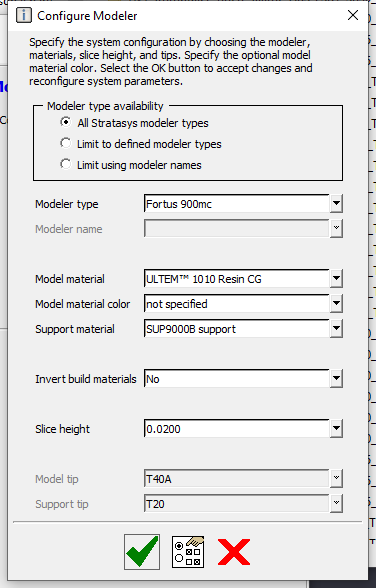 Configure Modeler
Specify the system configuration by choosing the modeler,
materials, slice height, and tips. Specify the optional model
material color. Select the OK button to accept changes and
reconfigure system parameters.
Modeler type availability
All Stratasys modeler types
Limit to defined modeler types
Limit using modeler names
Modeler type Fortus 900mc
Modeler name
Model material ULTEM™ 1010 Resin CG
Model material color not specified
Support material SUP9000B support
Invert build materials No
Slice height 0.0200
Model tip T40A
Support tip T20